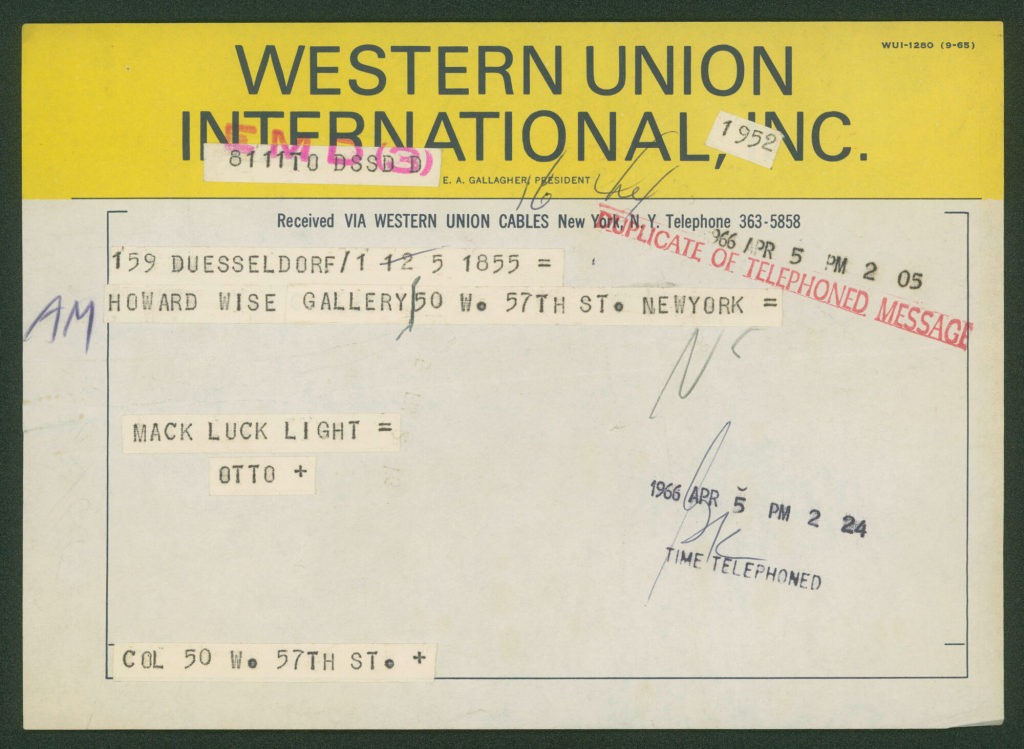 WUI-1280 (9-65)
WESTERN UNION
INTERNATIONAL, INC.
1952
EMD (3)
8111TO DSSD D
E. A. GALLAGHER, PRESIDENT
16
Received VIA WESTERN UNION CABLES New York, N. Y. Telephone 363-5858
DUPLICATE OF TELEPHONED MESSAGE
1966 APR 5 PM 2 05
159 DUESSELDORF/1 12 5 1855 =
AM
HOWARD WISE GALLERY 50 W. 57TH ST. NEWYORK =
MACK LUCK LIGHT =
OTTO +
1966 APR 5 PM 2 24
TIME TELEPHONED
COL 50 W. 57TH ST. +